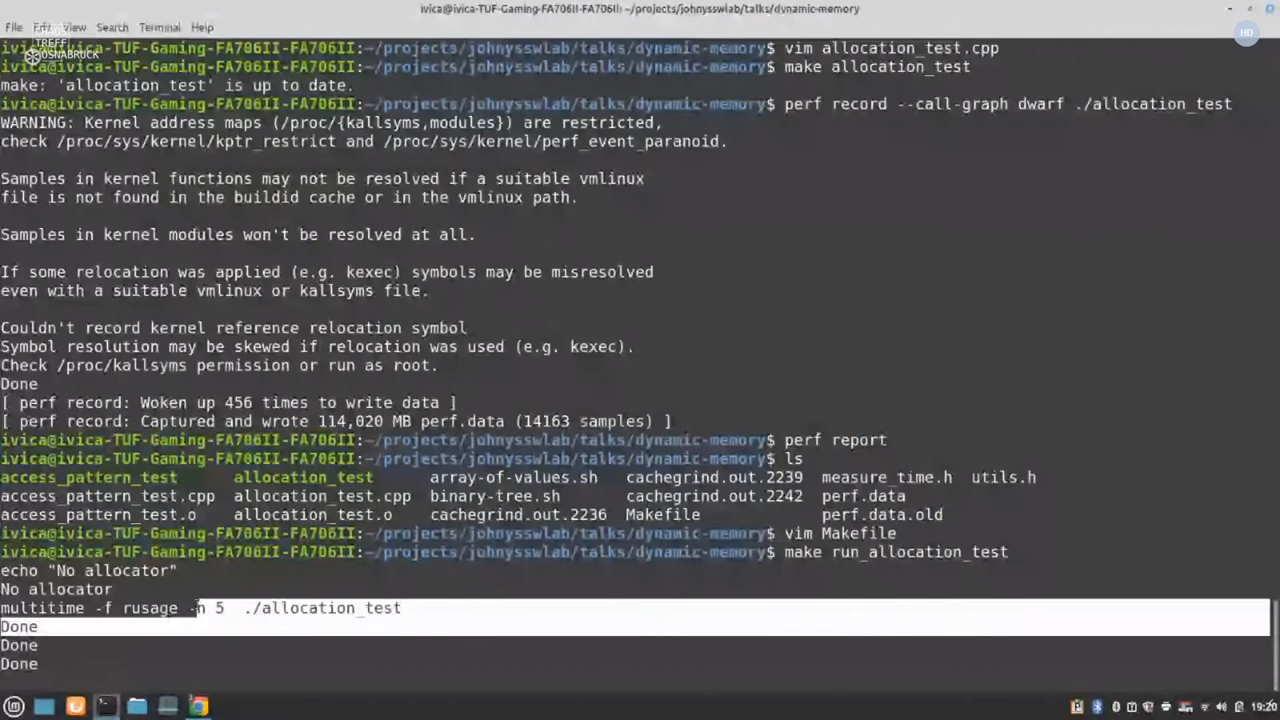 ivica@ivica-TUF-Gaming-FA706II-FA706II: ~/projects/johnysswlab/talks/dynamic-memory
File Edit View Search Terminal Help
TREFF
OSNABRÜCK
HD
ivica@ivica-TUF-Gaming-FA706II-FA706II:~/projects/johnysswlab/talks/dynamic-memory$ vim allocation_test.cpp
ivica@ivica-TUF-Gaming-FA706II-FA706II:~/projects/johnysswlab/talks/dynamic-memory$ make allocation_test
make: 'allocation_test' is up to date.
ivica@ivica-TUF-Gaming-FA706II-FA706II:~/projects/johnysswlab/talks/dynamic-memory$ perf record --call-graph dwarf ./allocation_test
WARNING: Kernel address maps (/proc/{kallsyms,modules}) are restricted,
check /proc/sys/kernel/kptr_restrict and /proc/sys/kernel/perf_event_paranoid.
Samples in kernel functions may not be resolved if a suitable vmlinux
file is not found in the buildid cache or in the vmlinux path.
Samples in kernel modules won't be resolved at all.
If some relocation was applied (e.g. kexec) symbols may be misresolved
even with a suitable vmlinux or kallsyms file.
Couldn't record kernel reference relocation symbol
Symbol resolution may be skewed if relocation was used (e.g. kexec).
Check /proc/kallsyms permission or run as root.
Done
[ perf record: Woken up 456 times to write data ]
[ perf record: Captured and wrote 114,020 MB perf.data (14163 samples) ]
ivica@ivica-TUF-Gaming-FA706II-FA706II:~/projects/johnysswlab/talks/dynamic-memory$ perf report
ivica@ivica-TUF-Gaming-FA706II-FA706II:~/projects/johnysswlab/talks/dynamic-memory$ ls
access_pattern_test allocation_test array-of-values.sh cachegrind.out.2239 measure_time.h utils.h
access_pattern_test.cpp allocation_test.cpp binary-tree.sh cachegrind.out.2242 perf.data
access_pattern_test.o allocation_test.o cachegrind.out.2236 Makefile perf.data.old
ivica@ivica-TUF-Gaming-FA706II-FA706II:~/projects/johnysswlab/talks/dynamic-memory$ vim Makefile
ivica@ivica-TUF-Gaming-FA706II-FA706II:~/projects/johnysswlab/talks/dynamic-memory$ make run_allocation_test
echo "No allocator"
No allocator
multitime -f rusage -n 5 ./allocation_test
Done
Done
Done
19:20